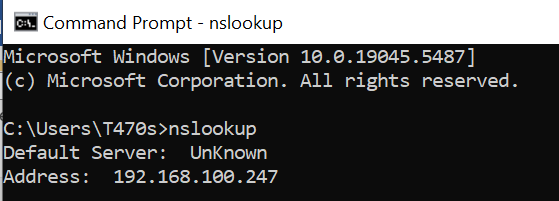 Command Prompt - nslookup
Microsoft Windows [Version 10.0.19045.5487]
(c) Microsoft Corporation. All rights reserved.
C:\Users\T470s>nslookup
Default Server:  UnKnown
Address:  192.168.100.247